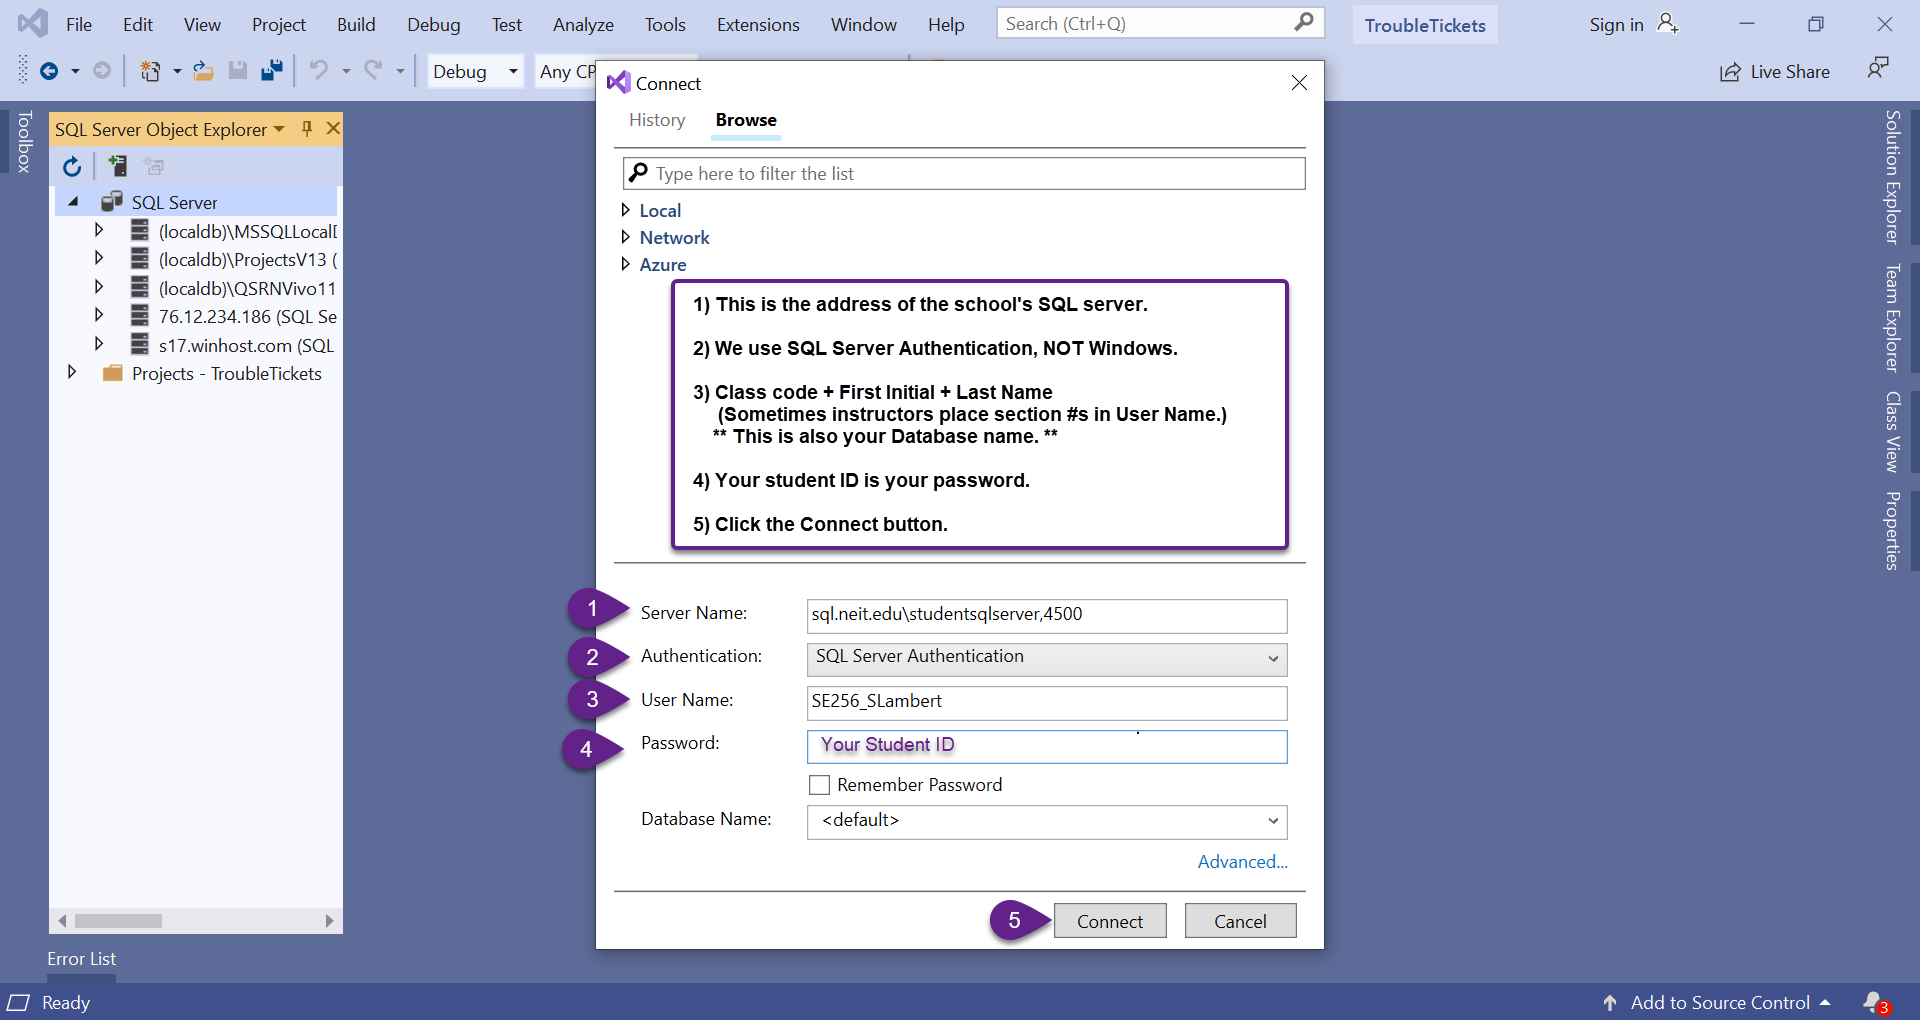 File Edit View Project Build Debug Test Analyze Tools Extensions Window Help Search (Ctrl+Q) TroubleTickets Sign in
Debug Any CP Live Share
Toolbox
SQL Server Object Explorer
SQL Server
(localdb)\MSSQLLocal
(localdb)\ProjectsV13 (
(localdb)\QSRNVivo11
76.12.234.186 (SQL Se
s17.winhost.com (SQL
Projects - TroubleTickets
Error List
Connect
History Browse
Type here to filter the list
Local
Network
Azure
1) This is the address of the school's SQL server.
2) We use SQL Server Authentication, NOT Windows.
3) Class code + First Initial + Last Name
(Sometimes instructors place section #s in User Name.)
** This is also your Database name. **
4) Your student ID is your password.
5) Click the Connect button.
1 Server Name: sql.neit.edu\studentsqlserver,4500
2 Authentication: SQL Server Authentication
3 User Name: SE256_SLambert
4 Password: Your Student ID
Remember Password
Database Name: <default>
Advanced...
5 Connect Cancel
Solution Explorer
Team Explorer
Class View
Properties
Ready Add to Source Control 3